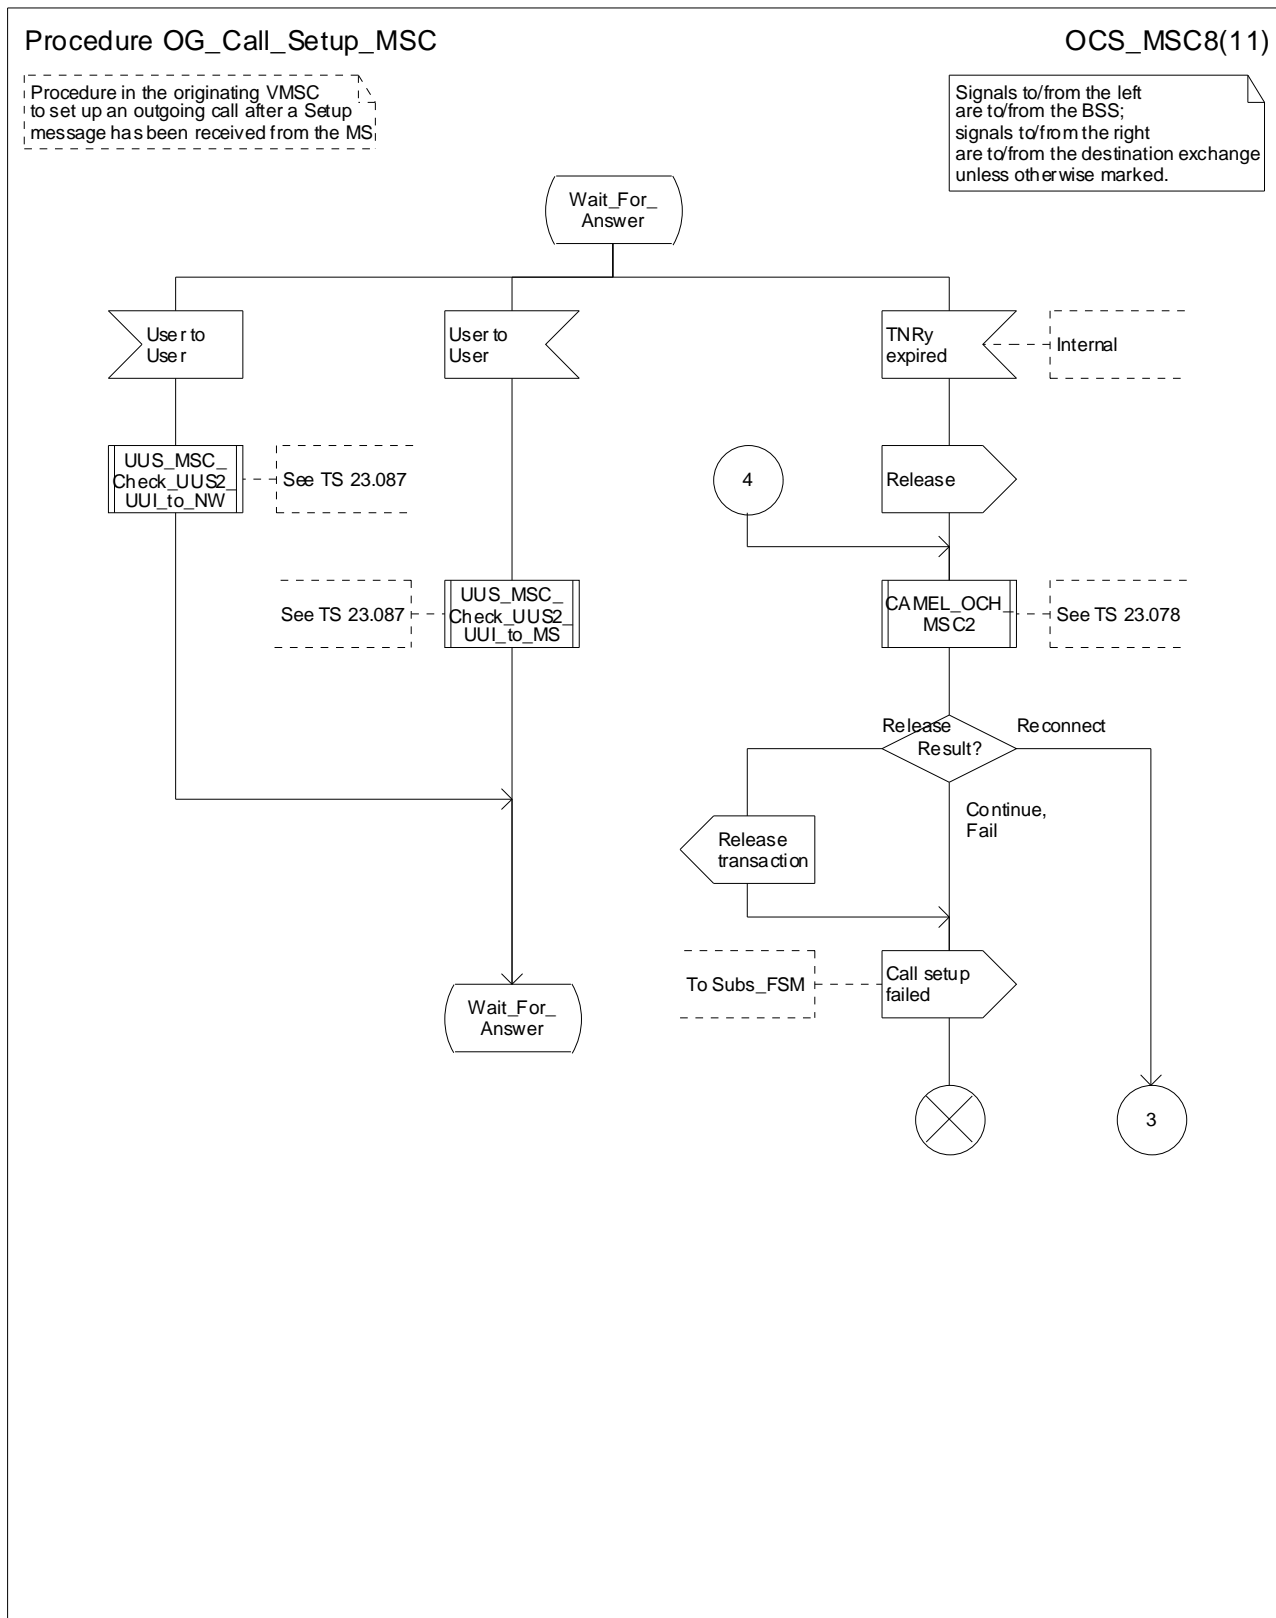 Procedure OG_Call_Setup_MSC
OCS_MSC8(11)
Procedure in the originating VMSC
to set up an outgoing call after a Setup
message has been received from the MS
Signals to/from the left
are to/from the BSS;
signals to/from the right
are to/from the destination exchange
unless otherwise marked.
Wait_For_
Answer
User to
User
User to
User
TNRy
expired
Internal
UUS_MSC_
Check_UUS2_
UUI_to_NW
See TS 23.087
4
Release
See TS 23.087
UUS_MSC_
Check_UUS2_
UUI_to_MS
CAMEL_OCH_
MSC2
See TS 23.078
Release
Result?
Reconnect
Continue,
Fail
Release
transaction
To Subs_FSM
Call setup
failed
Wait_For_
Answer
3